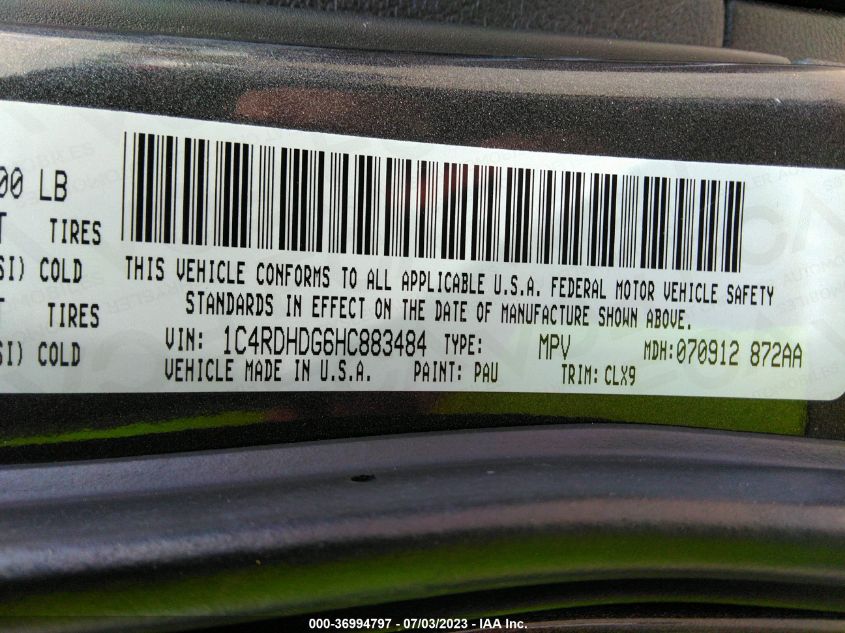 00 LB
T TIRES
SI) COLD
T TIRES
SI) COLD
THIS VEHICLE CONFORMS TO ALL APPLICABLE U.S.A. FEDERAL MOTOR VEHICLE SAFETY
STANDARDS IN EFFECT ON THE DATE OF MANUFACTURE SHOWN ABOVE.
VIN: 1C4RDHDG6HC883484 TYPE: MPV MDH:070912 872AA
VEHICLE MADE IN U.S.A. PAINT: PAU TRIM: CLX9
000-36994797 - 07/03/2023 - IAA Inc.